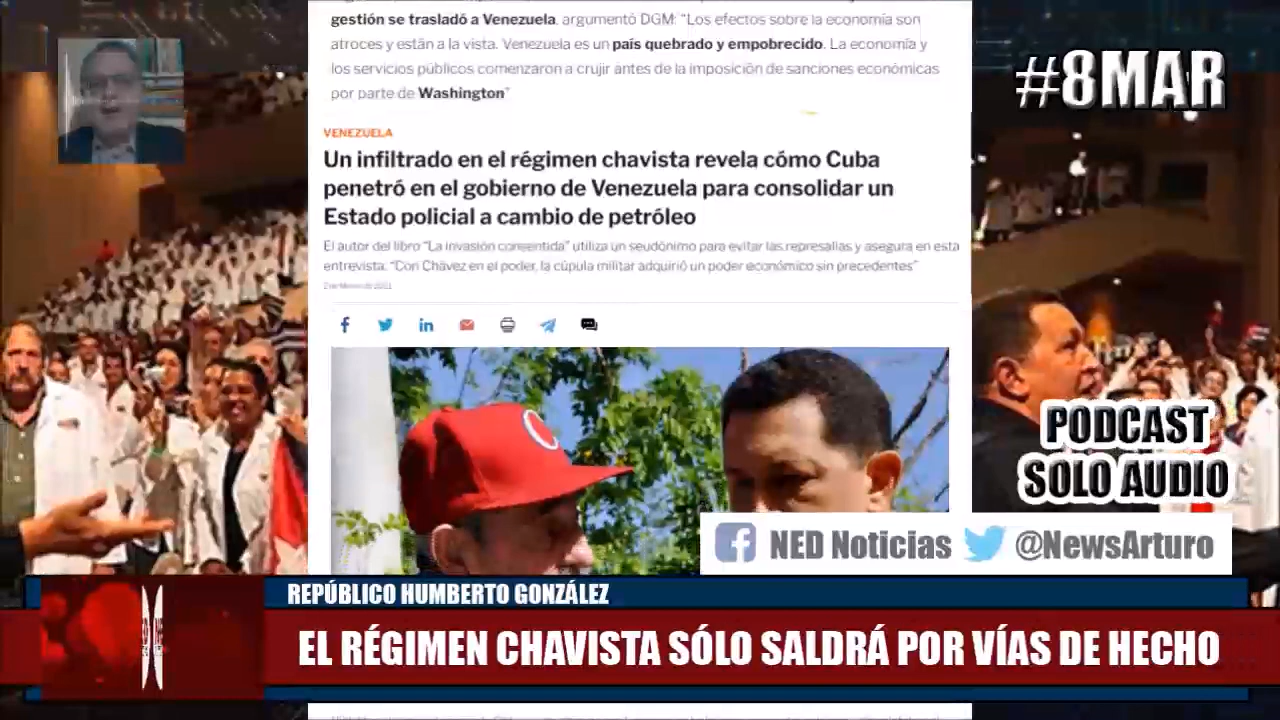 gestión se trasladó a Venezuela, argumentó DGM: “Los efectos sobre la economía son
atroces y están a la vista. Venezuela es un país quebrado y empobrecido. La economía y
los servicios públicos comenzaron a crujir antes de la imposición de sanciones económicas
por parte de Washington”
#8MAR
VENEZUELA
Un infiltrado en el régimen chavista revela cómo Cuba
penetró en el gobierno de Venezuela para consolidar un
Estado policial a cambio de petróleo
El autor del libro “La invasión consentida” utiliza un seudónimo para evitar las represalias y asegura en esta
entrevista: “Con Chávez en el poder, la cúpula militar adquirió un poder económico sin precedentes”
PODCAST
SOLO AUDIO
NED Noticias @NewsArturo
REPÚBLICO HUMBERTO GONZÁLEZ
EL RÉGIMEN CHAVISTA SÓLO SALDRÁ POR VÍAS DE HECHO